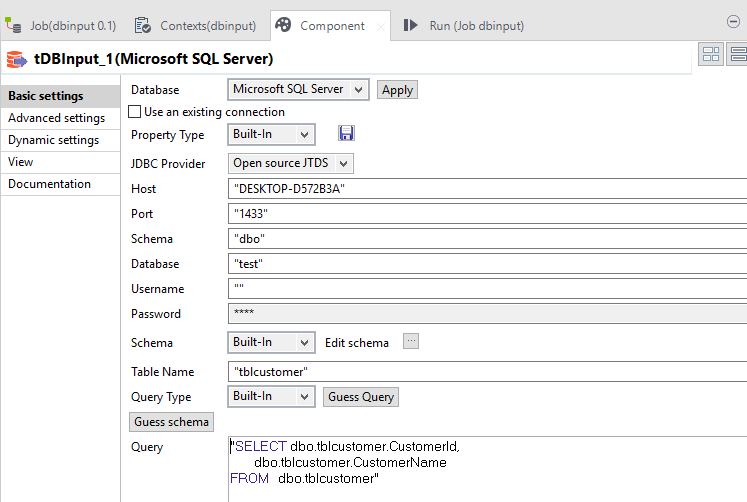 Job(dbinput 0.1) Contexts(dbinput) Component Run (Job dbinput)
tDBInput_1(Microsoft SQL Server)
Basic settings
Advanced settings
Dynamic settings
View
Documentation
Database Microsoft SQL Server Apply
Use an existing connection
Property Type Built-In
JDBC Provider Open source JTDS
Host "DESKTOP-D572B3A"
Port "1433"
Schema "dbo"
Database "test"
Username ""
Password ****
Schema Built-In Edit schema ...
Table Name "tblcustomer"
Query Type Built-In Guess Query
Guess schema
Query "SELECT dbo.tblcustomer.CustomerId,
dbo.tblcustomer.CustomerName
FROM dbo.tblcustomer"